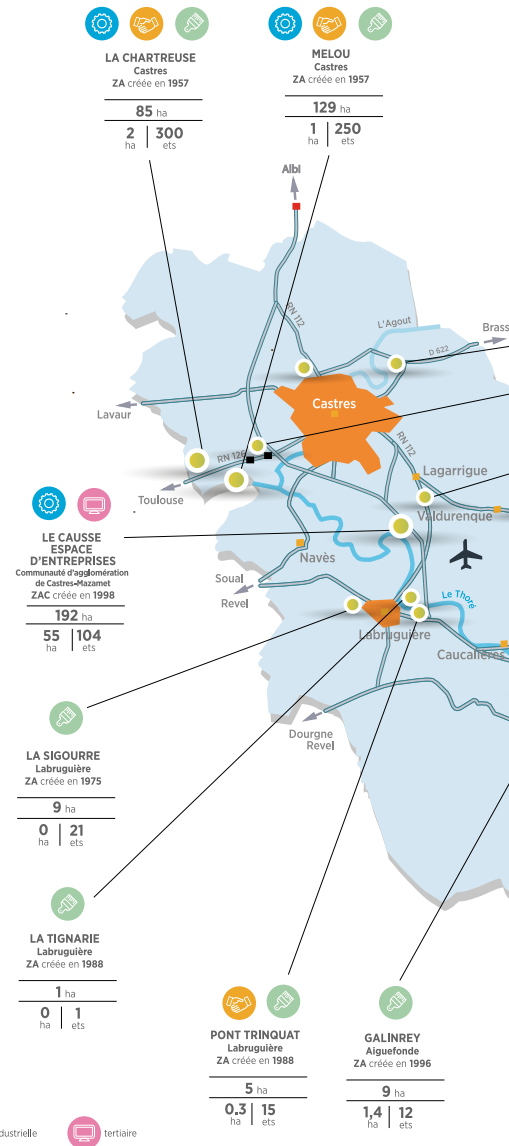 LA CHARTREUSE
Castres
ZA créée en 1957
85 ha
2 ha | 300 ets
MELOU
Castres
ZA créée en 1957
129 ha
1 ha | 250 ets
Albi
RN 112
L'Agout
Brass
D 622
Castres
Lavaur
RN 126
RN 112
Lagarrigue
Toulouse
Valdurenque
LE CAUSSE
ESPACE
D'ENTREPRISES
Communauté d'agglomération
de Castres-Mazamet
ZAC créée en 1998
192 ha
55 ha | 104 ets
Navès
Soual
Revel
Le Thoré
Labruguière
Caucalières
Dourgne
Revel
LA SIGOURRE
Labruguière
ZA créée en 1975
9 ha
0 ha | 21 ets
LA TIGNARIE
Labruguière
ZA créée en 1988
1 ha
0 ha | 1 ets
PONT TRINQUAT
Labruguière
ZA créée en 1988
5 ha
0.3 ha | 15 ets
GALINREY
Aiguefonde
ZA créée en 1996
9 ha
1,4 ha | 12 ets
dustrielle
tertiaire